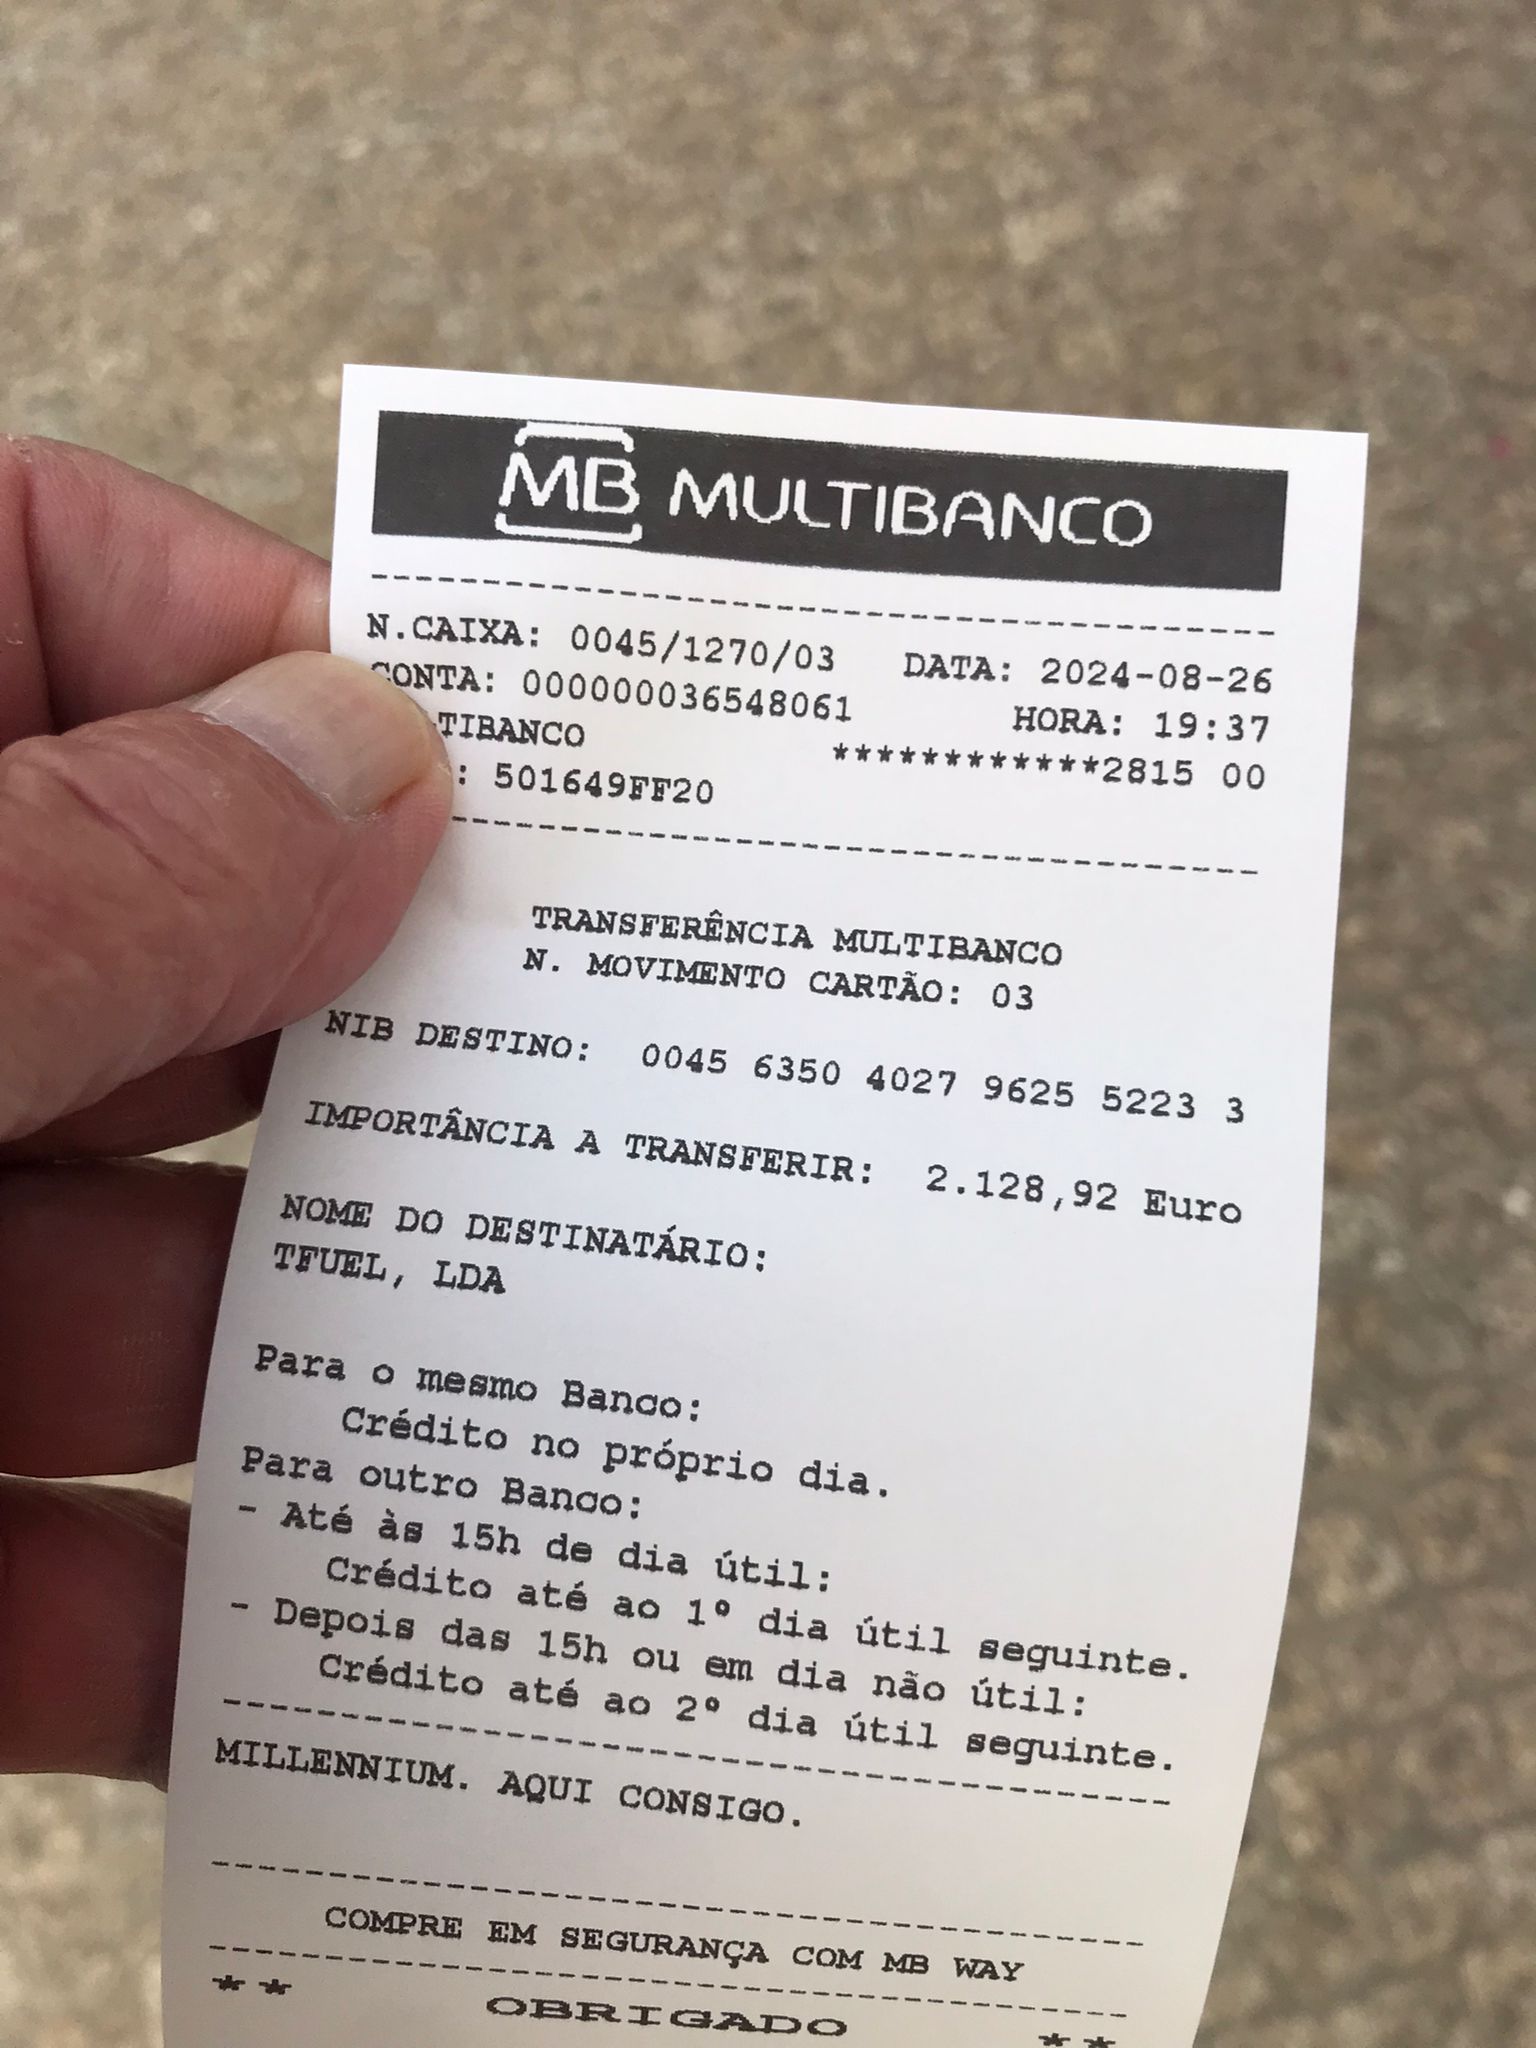 MB MULTIBANCO
N.CAIXA: 0045/1270/03 DATA: 2024-08-26
CONTA: 000000036548061 HORA: 19:37
TIBANCO ************2815 00
: 501649FF20
TRANSFERÊNCIA MULTIBANCO
N. MOVIMENTO CARTÃO: 03
NIB DESTINO: 0045 6350 4027 9625 5223 3
IMPORTÂNCIA A TRANSFERIR: 2.128,92 Euro
NOME DO DESTINATÁRIO:
TFUEL, LDA
Para o mesmo Banco:
Crédito no próprio dia.
Para outro Banco:
- Até às 15h de dia útil:
Crédito até ao 1º dia útil seguinte.
- Depois das 15h ou em dia não útil:
Crédito até ao 2º dia útil seguinte.
MILLENNIUM. AQUI CONSIGO.
COMPRE EM SEGURANÇA COM MB WAY
** OBRIGADO **